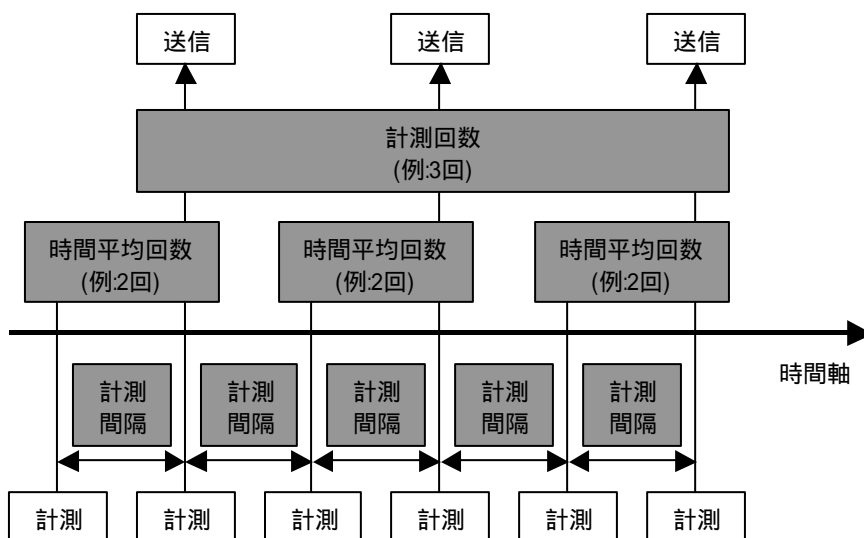 送信
送信
送信
計測回数
(例:3回)
時間平均回数
(例:2回)
時間平均回数
(例:2回)
時間平均回数
(例:2回)
時間軸
計測
間隔
計測
間隔
計測
間隔
計測
間隔
計測
間隔
計測
計測
計測
計測
計測
計測